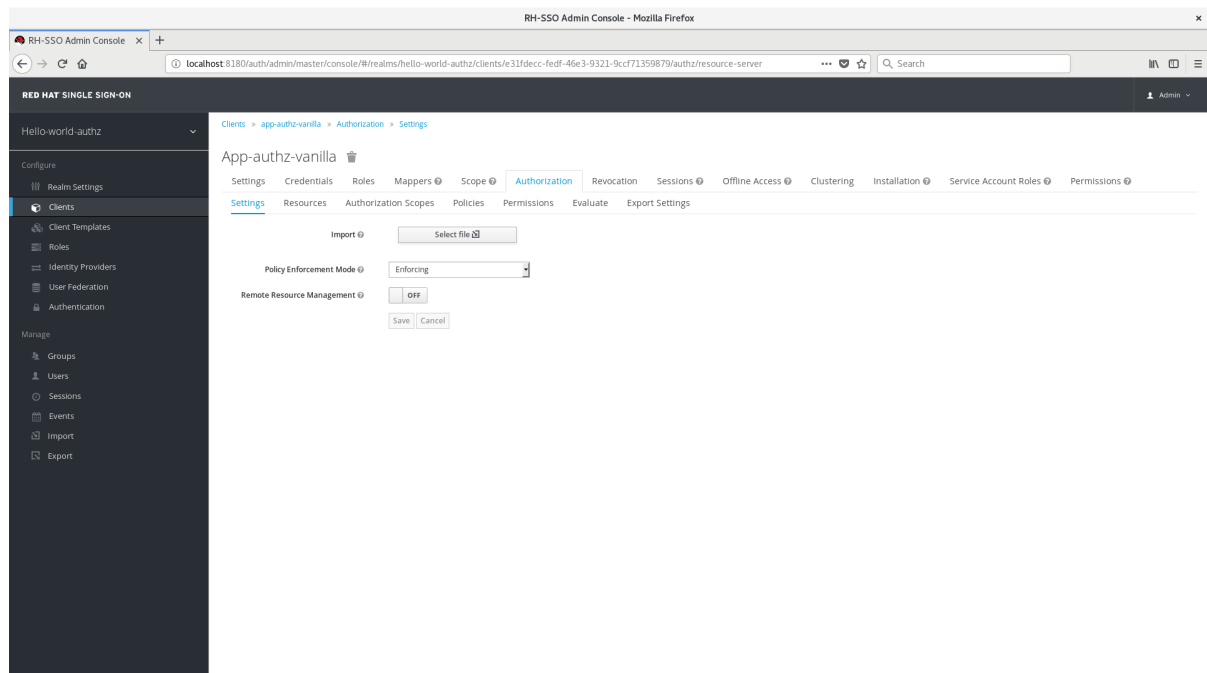 RH-SSO Admin Console - Mozilla Firefox
RH-SSO Admin Console
localhost:8180/auth/admin/master/console/#/realms/hello-world-authz/clients/e31fdecc-fedf-46e3-9321-9ccf71359879/authz/resource-server
Search
RED HAT SINGLE SIGN-ON
Admin
Hello-world-authz
Clients » app-authz-vanilla » Authorization » Settings
App-authz-vanilla
Settings Credentials Roles Mappers Scope Authorization Revocation Sessions Offline Access Clustering Installation Service Account Roles Permissions
Settings Resources Authorization Scopes Policies Permissions Evaluate Export Settings
Import Select file
Policy Enforcement Mode Enforcing
Remote Resource Management OFF
Save Cancel
Configure
Realm Settings
Clients
Client Templates
Roles
Identity Providers
User Federation
Authentication
Manage
Groups
Users
Sessions
Events
Import
Export